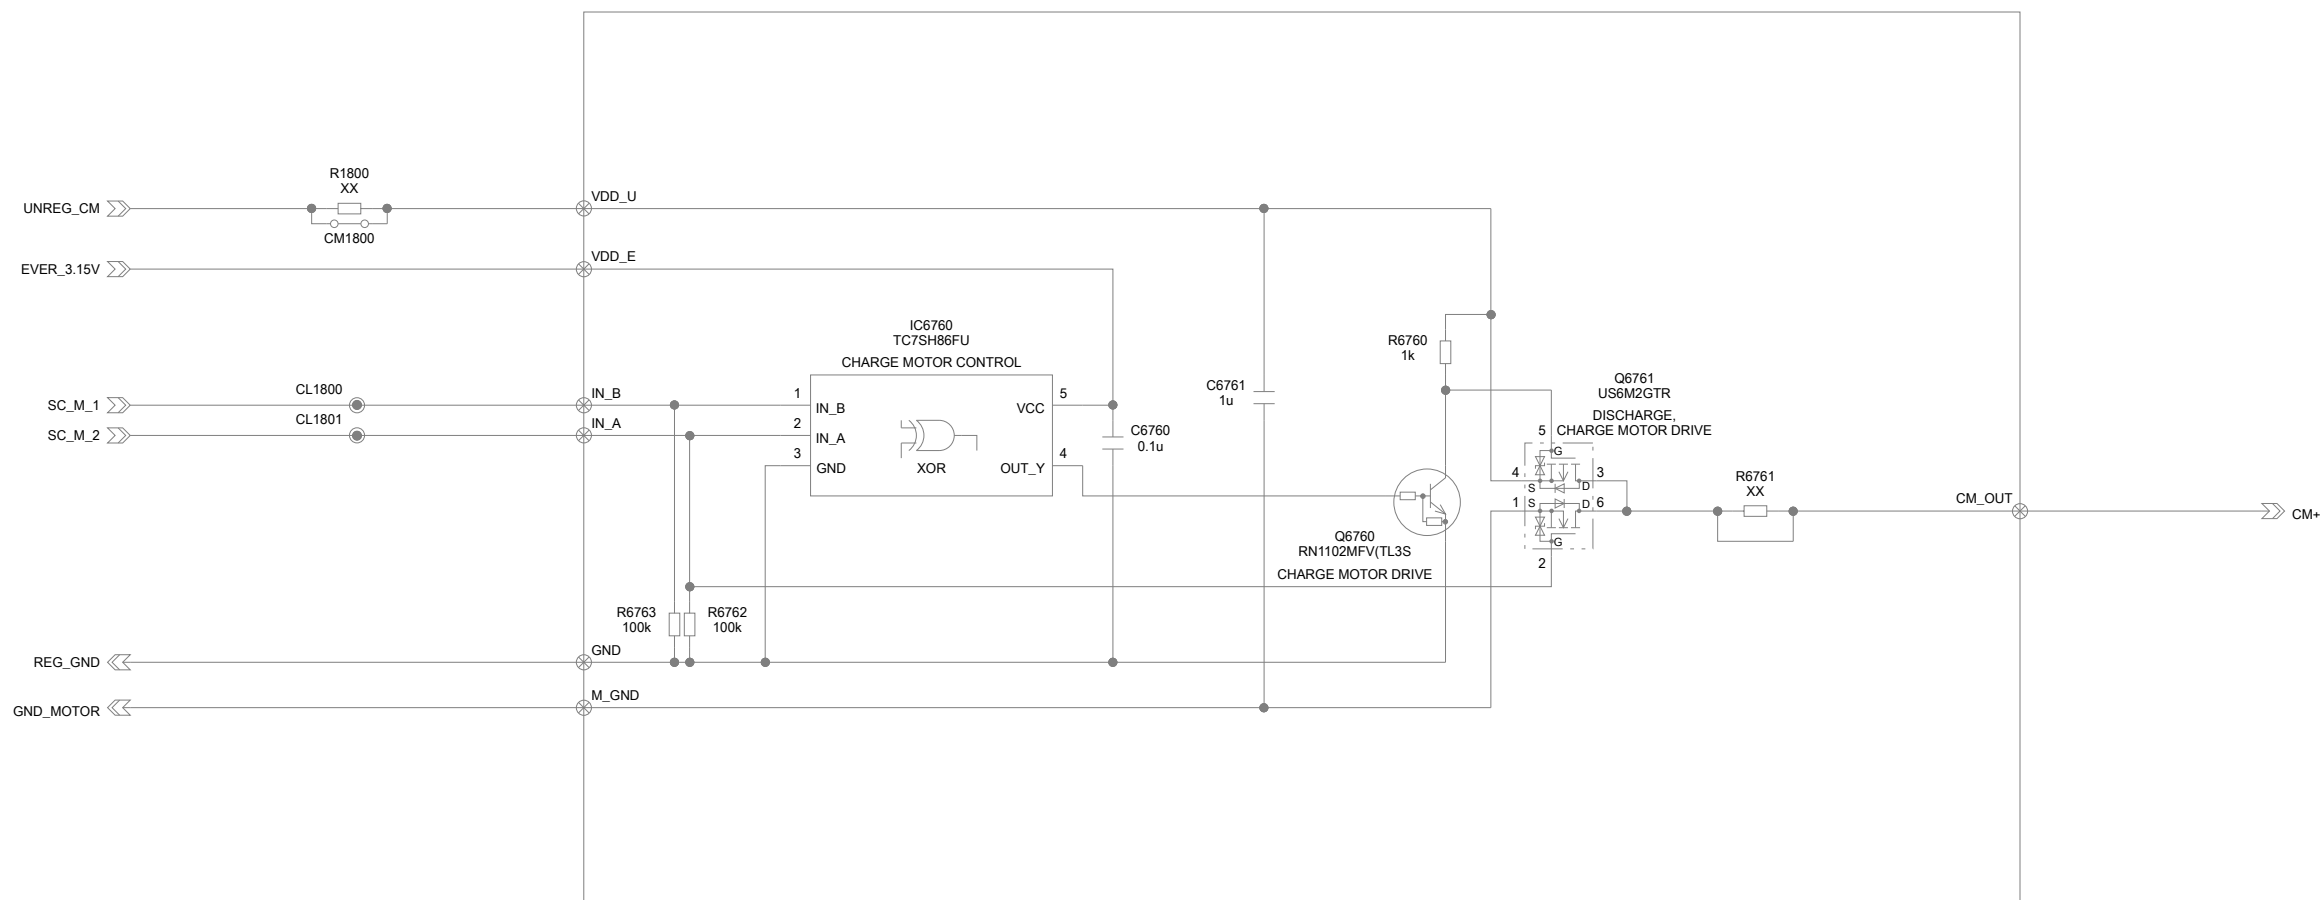 R1800
XX
UNREG_CM
CM1800
VDD_U
EVER_3.15V
VDD_E
IC6760
TC7SH86FU
CHARGE MOTOR CONTROL
R6760
1k
C6761
1u
Q6761
US6M2GTR
DISCHARGE,
CHARGE MOTOR DRIVE
SC_M_1
CL1800
IN_B
1
IN_B
VCC
5
SC_M_2
CL1801
IN_A
2
IN_A
C6760
0.1u
3
GND
XOR
OUT_Y
4
5
G
4
S
D
3
1
S
D
6
G
2
R6761
XX
CM_OUT
CM+
Q6760
RN1102MFV(TL3S
CHARGE MOTOR DRIVE
R6763
100k
R6762
100k
REG_GND
GND
GND_MOTOR
M_GND